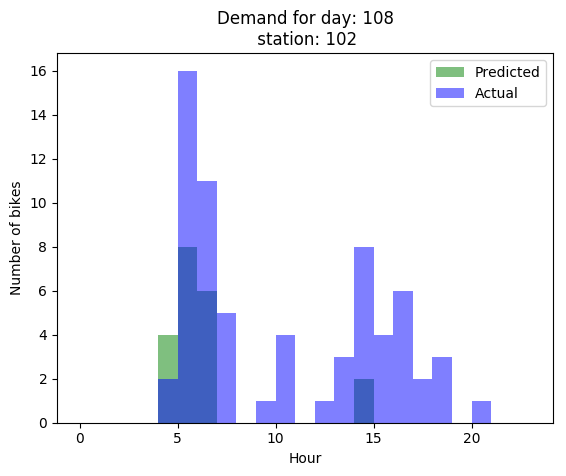 Demand for day: 108
station: 102
Predicted
Actual
16
14
12
10
8
6
4
2
0
Number of bikes
0
5
10
15
20
Hour